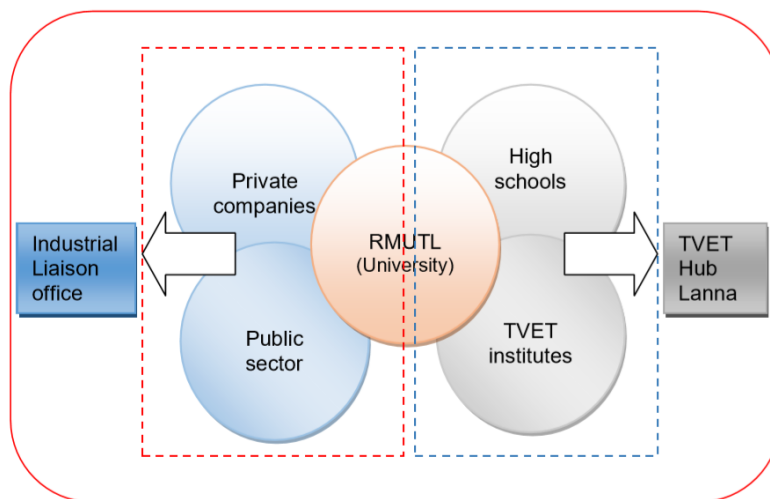 Private
companies
High
schools
RMUTL
(University)
Industrial
Liaison
office
TVET
Hub
Lanna
Public
sector
TVET
institutes